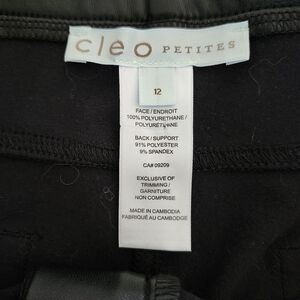 cleo PETITES
12
FACE / ENDROIT
100% POLYURETHANE /
POLYURÉTHANE
BACK / SUPPORT
91% POLYESTER
9% SPANDEX
CA# 09209
EXCLUSIVE OF
TRIMMING /
GARNITURE
NON COMPRISE
MADE IN CAMBODIA
FABRIQUÉ AU CAMBODGE